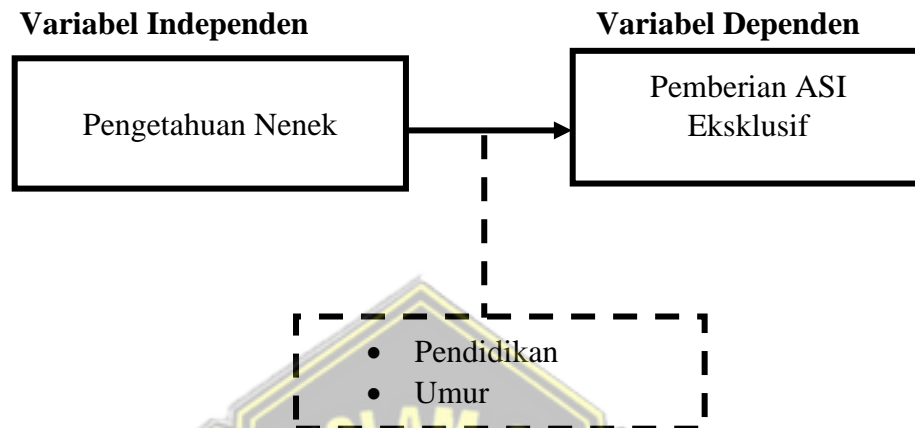 Variabel Independen
Variabel Dependen
Pengetahuan Nenek
Pemberian ASI
Eksklusif
• Pendidikan
• Umur